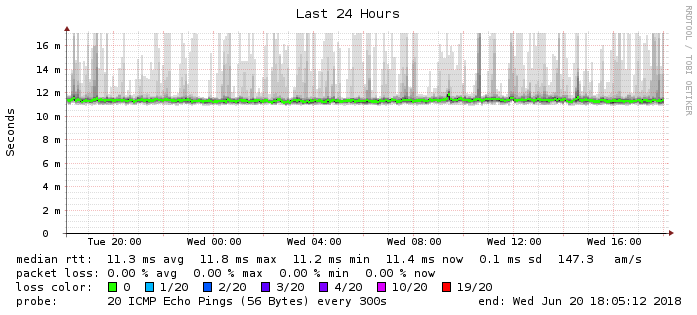 Last 24 Hours
RRDTOOL / TOBI OETIKER
Seconds
16 m
14 m
12 m
10 m
8 m
6 m
4 m
2 m
0
Tue 20:00 Wed 00:00 Wed 04:00 Wed 08:00 Wed 12:00 Wed 16:00
median rtt: 11.3 ms avg 11.8 ms max 11.2 ms min 11.4 ms now 0.1 ms sd 147.3 am/s
packet loss: 0.00 % avg 0.00 % max 0.00 % min 0.00 % now
loss color: 0 1/20 2/20 3/20 4/20 10/20 19/20
probe: 20 ICMP Echo Pings (56 Bytes) every 300s end: Wed Jun 20 18:05:12 2018